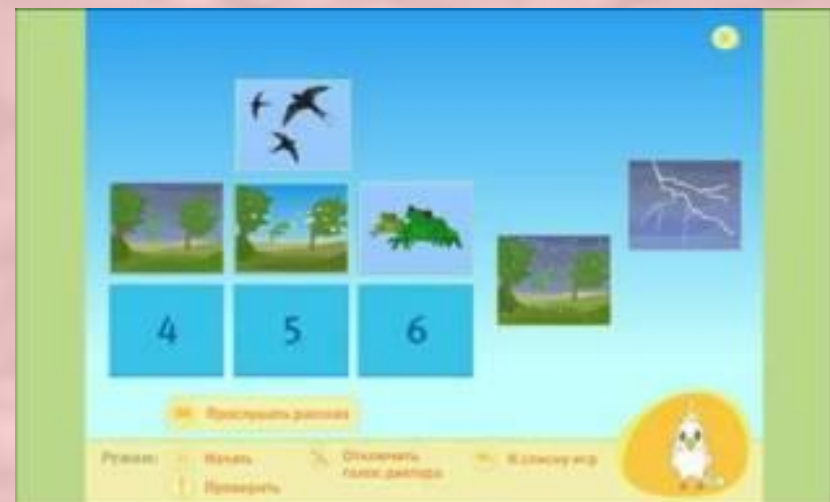 4 5 6
Прослушать рассказ
Режим: Начать Отключить К списку игр
голос диктора
Проверить